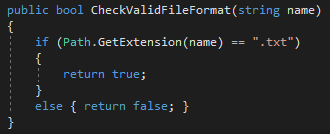 public bool CheckValidFileFormat(string name)
{
    if (Path.GetExtension(name) == ".txt")
    {
        return true;
    }
    else { return false; }
}